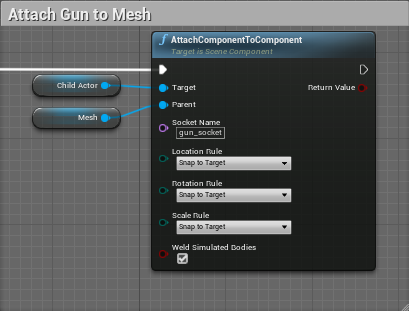 Attach Gun to Mesh
AttachComponentToComponent
Target is Scene Component
Child Actor
Target
Return Value
Mesh
Parent
Socket Name
gun_socket
Location Rule
Snap to Target
Rotation Rule
Snap to Target
Scale Rule
Snap to Target
Weld Simulated Bodies